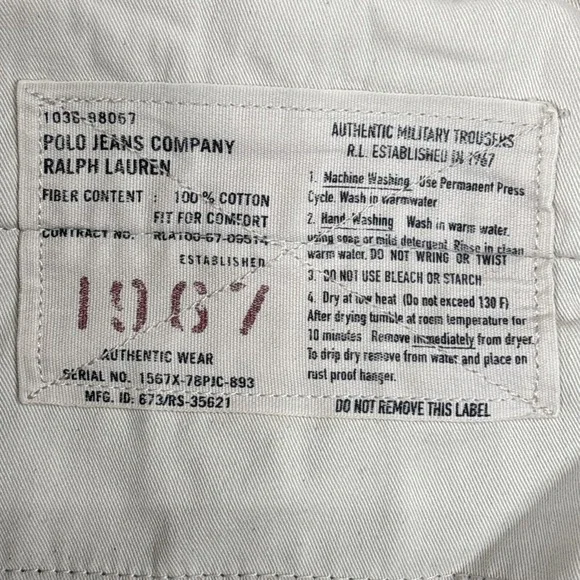 1036-98067
POLO JEANS COMPANY
RALPH LAUREN
FIBER CONTENT : 100% COTTON
FIT FOR COMFORT
CONTRACT NO. RLA100-67-09514
ESTABLISHED
1967
AUTHENTIC WEAR
SERIAL NO. 1567X-78PJC-893
MFG. ID: 673/RS-35621
AUTHENTIC MILITARY TROUSERS
R.L. ESTABLISHED IN 1967
1. Machine Washing. Use Permanent Press
Cycle. Wash in warmwater
2. Hand Washing Wash in warm water.
using soap or mild detergent. Rinse in clean
warm water. DO NOT WRING OR TWIST
3. DO NOT USE BLEACH OR STARCH
4. Dry at low heat (Do not exceed 130 F)
After drying tumble at room temperature for
10 minutes Remove immediately from dryer.
To drip dry remove from water and place on
rust proof hanger.
DO NOT REMOVE THIS LABEL